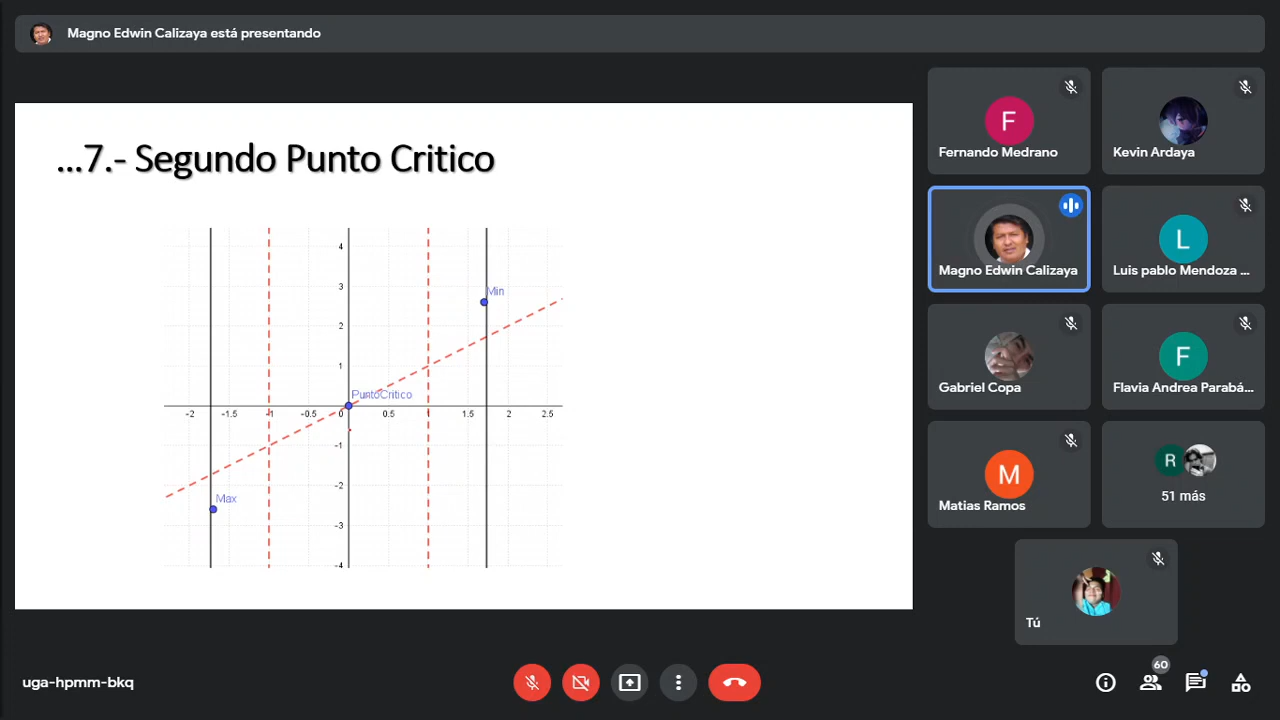 Magno Edwin Calizaya está presentando
...7.- Segundo Punto Critico
4
3
Min
2
1
PuntoCritico
-2
-1.5
-1
-0.5
0
0.5
1
1.5
2
2.5
-1
-2
Max
-3
-4
F
Fernando Medrano
Kevin Ardaya
Magno Edwin Calizaya
L
Luis pablo Mendoza ...
Gabriel Copa
F
Flavia Andrea Parabá...
M
Matias Ramos
R
51 más
Tú
uga-hpmm-bkq
60